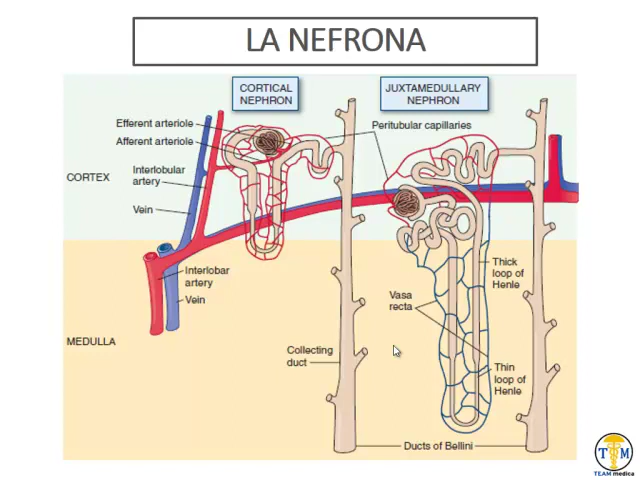 LA NEFRONA
CORTICAL
NEPHRON
JUXTAMEDULLARY
NEPHRON
Efferent arteriole
Afferent arteriole
Peritubular capillaries
CORTEX
Interlobular
artery
Vein
Interlobar
artery
Vein
Thick
loop of
Henle
Vasa
recta
MEDULLA
Collecting
duct
Thin
loop of
Henle
Ducts of Bellini
T M
TEAM medica